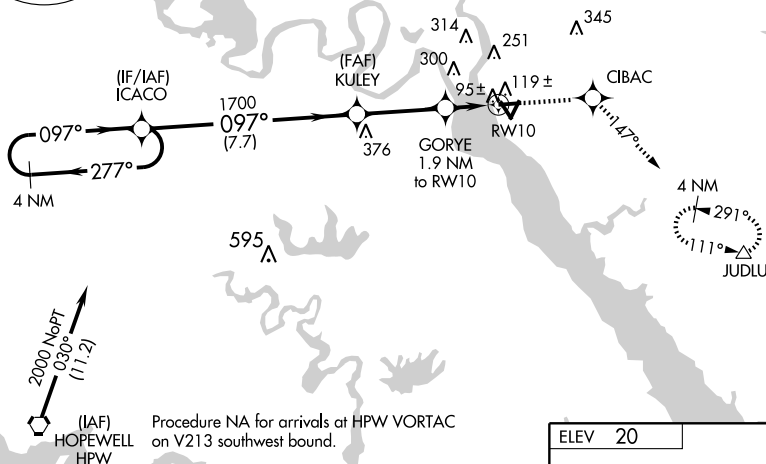 314
345
251
300
(FAF)
KULEY
(IF/IAF)
ICACO
95± 119 ±
CIBAC
1700
097°
(7.7)
097°
277°
4 NM
376
GORYE
1.9 NM
to RW10
RW10
147°
4 NM
291°
111°
JUDLU
595
2000 NoPT
030°
(11.2)
(IAF)
HOPEWELL
HPW
Procedure NA for arrivals at HPW VORTAC
on V213 southwest bound.
ELEV 20